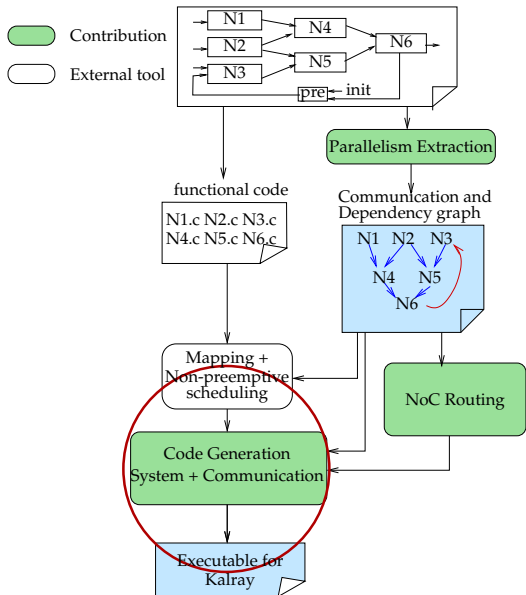 Contribution
External tool
N1
N2
N3
N4
N5
N6
pre
init
Parallelism Extraction
functional code
N1.c N2.c N3.c
N4.c N5.c N6.c
Communication and
Dependency graph
N1 N2 N3
N4 N5
N6
Mapping +
Non-preemptive
scheduling
NoC Routing
Code Generation
System + Communication
Executable for
Kalray